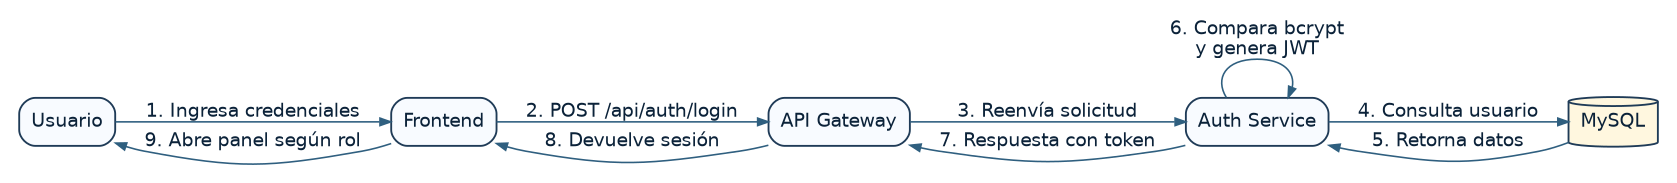 6. Compara bcrypt
y genera JWT
1. Ingresa credenciales
2. POST /api/auth/login
3. Reenvía solicitud
4. Consulta usuario
Usuario
Frontend
API Gateway
Auth Service
MySQL
9. Abre panel según rol
8. Devuelve sesión
7. Respuesta con token
5. Retorna datos